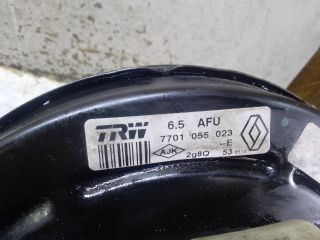 TRW
6.5 AFU
7701 056 023
--E
AJK
2g8Q 53